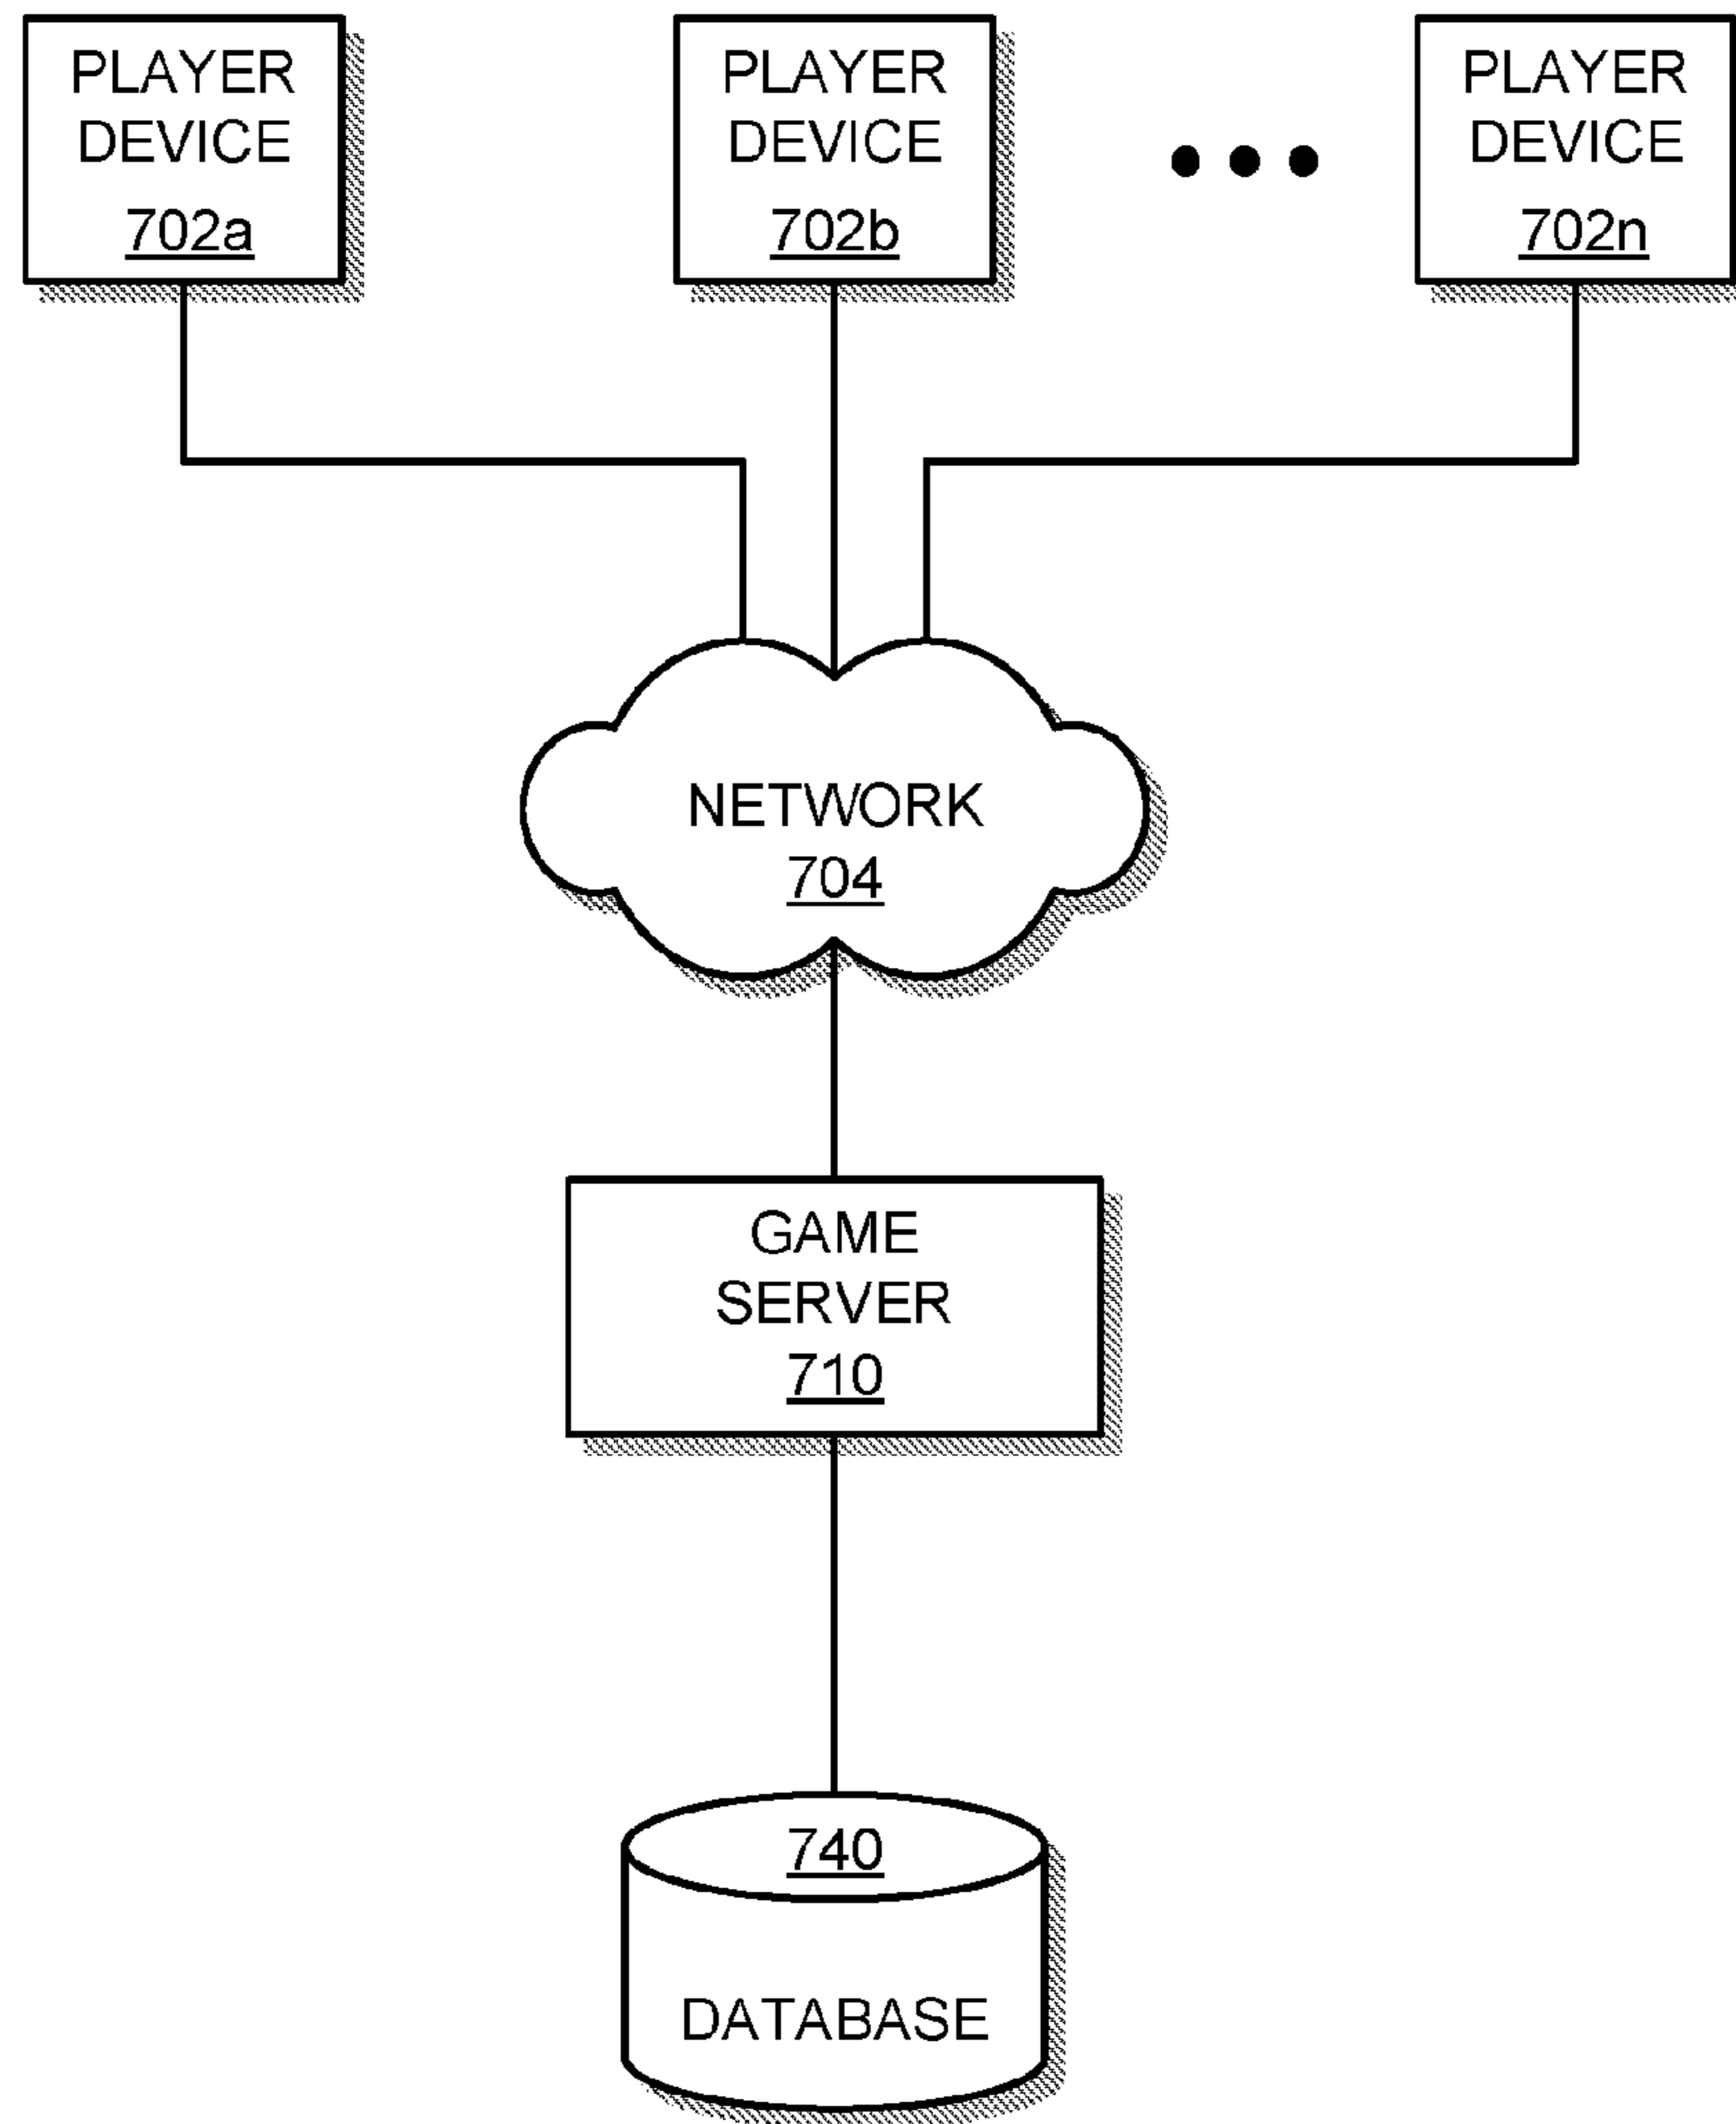 PLAYER
DEVICE
702a
PLAYER
DEVICE
702b
PLAYER
DEVICE
702n
NETWORK
704
GAME
SERVER
710
740
DATABASE